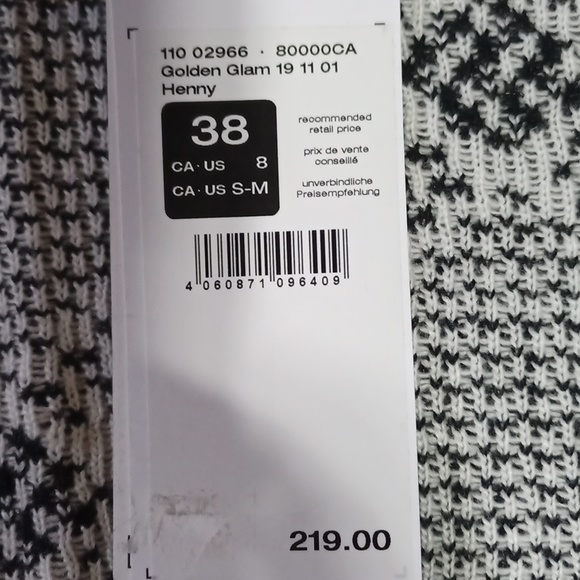 110 02966 · 80000CA
Golden Glam 19 11 01
Henny
38
CA·US 8
CA·US S-M
recommended
retail price
prix de vente
conseillé
unverbindliche
Preisempfehlung
4 060871 096409
219.00